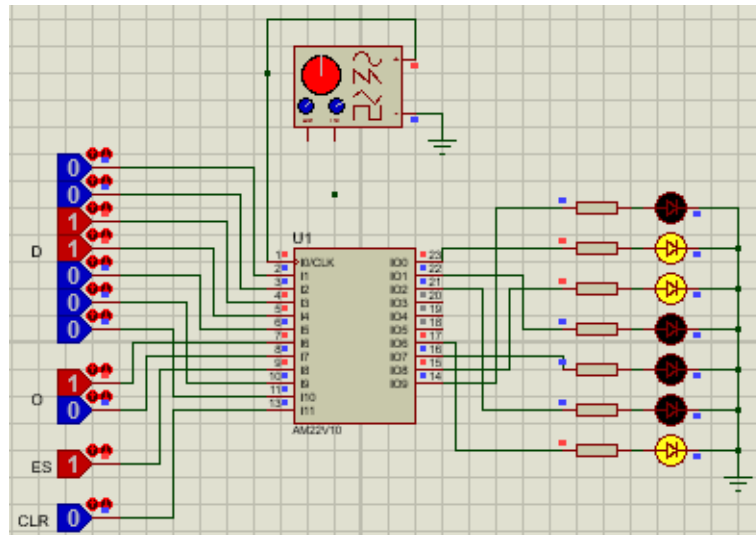 0
0
1
D
1
0
0
0
O
1
0
ES
1
CLR
0
U1
1
2
3
4
5
6
7
8
9
10
11
13
I0/CLK
I1
I2
I3
I4
I5
I6
I7
I8
I9
I10
I11
IO0
IO1
IO2
IO3
IO4
IO5
IO6
IO7
IO8
IO9
23
22
21
20
19
18
17
16
15
14
AM22V10